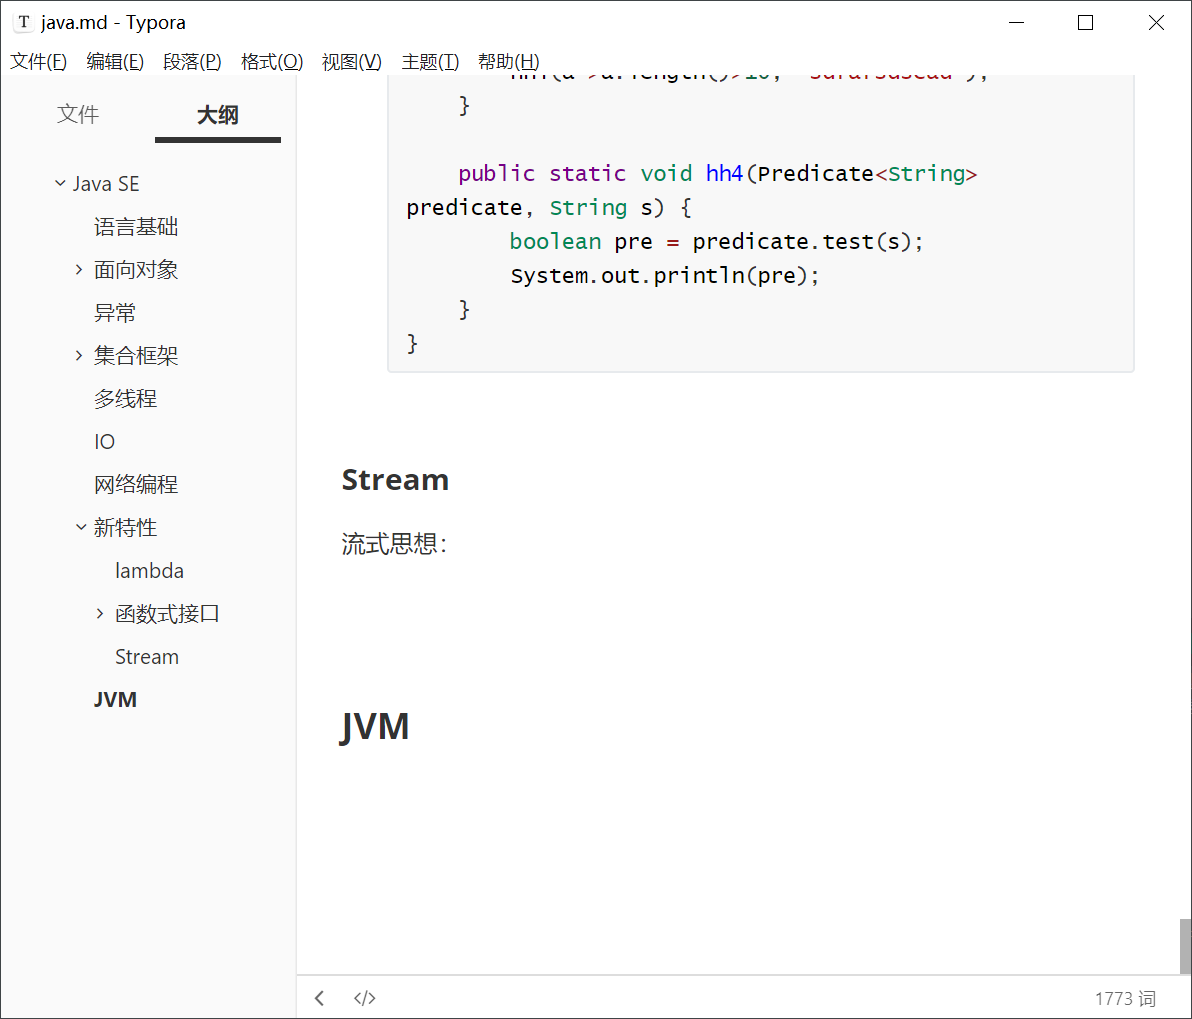 T java.md - Typora
文件(F) 编辑(E) 段落(P) 格式(O) 视图(V) 主题(T) 帮助(H)
文件 大纲
Java SE
语言基础
面向对象
异常
集合框架
多线程
IO
网络编程
新特性
lambda
函数式接口
Stream
JVM
}
public static void hh4(Predicate<String>
predicate, String s) {
boolean pre = predicate.test(s);
System.out.println(pre);
}
}
Stream
流式思想：
JVM
</> 1773 词